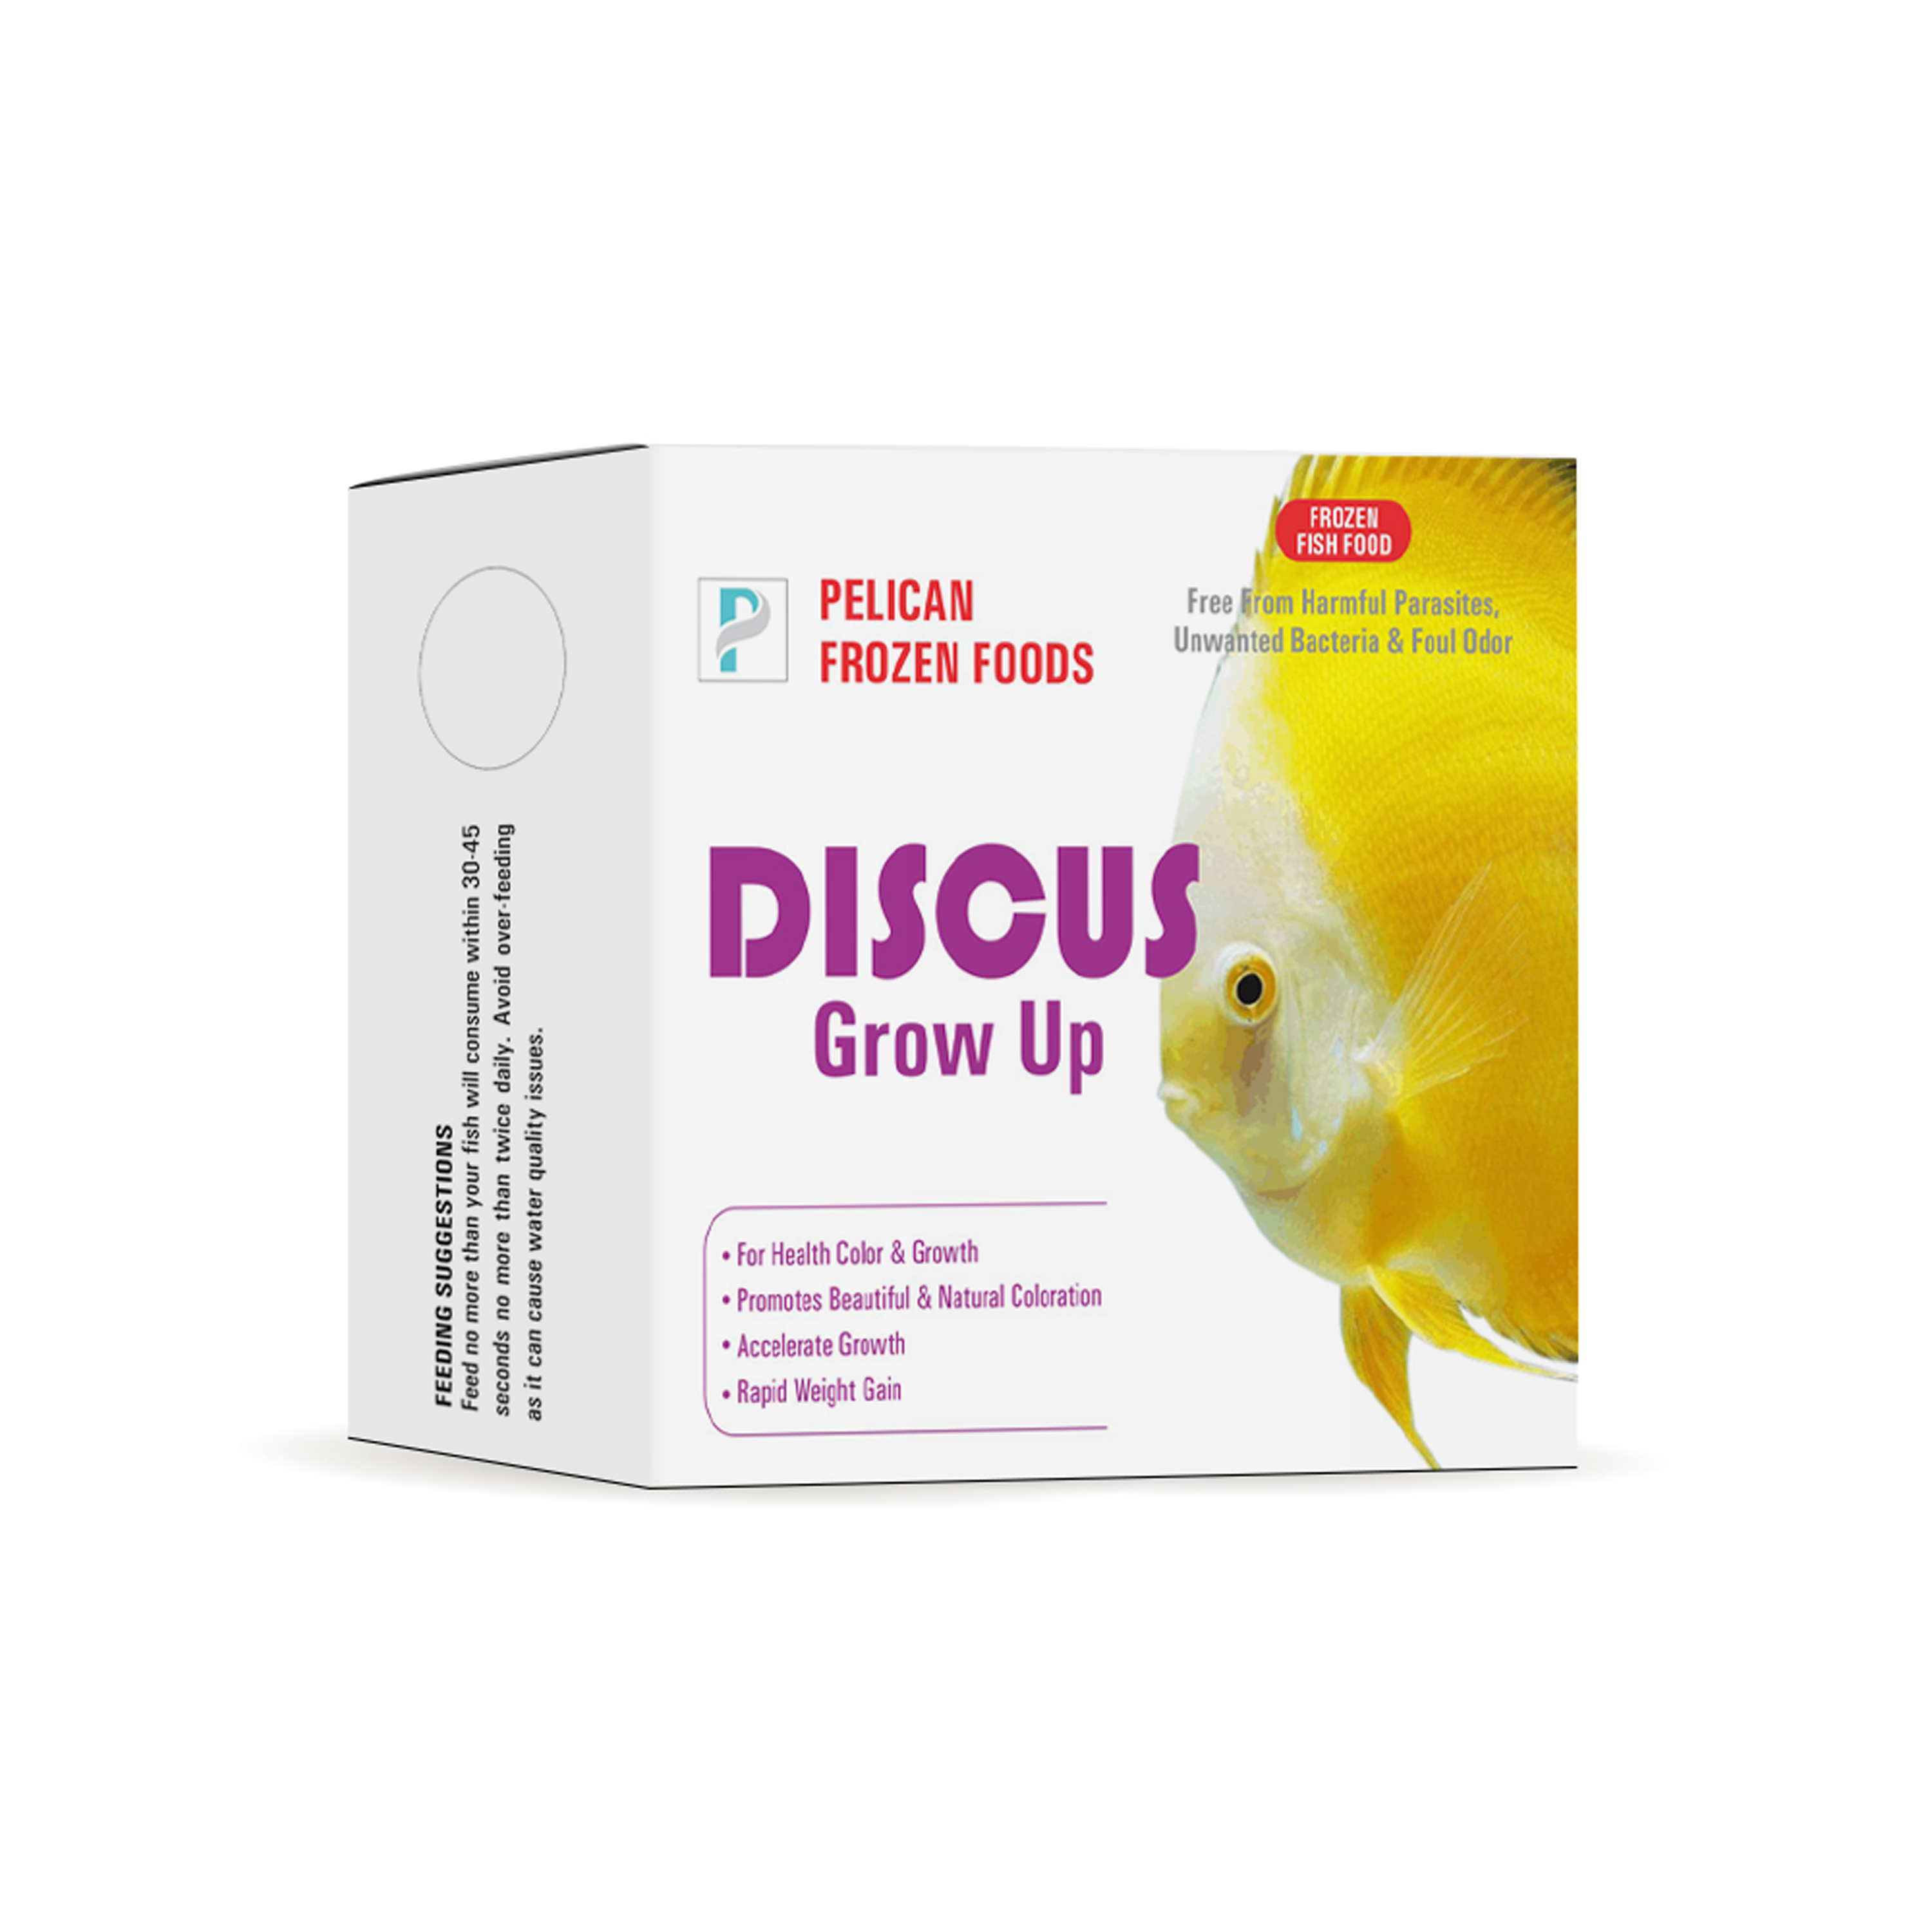 FEEDING SUGGESTIONS
Feed no more than your fish will consume within 30-45
seconds no more than twice daily. Avoid over-feeding
as it can cause water quality issues.
P
PELICAN
FROZEN FOODS
FROZEN
FISH FOOD
Free From Harmful Parasites,
Unwanted Bacteria & Foul Odor
DISCUS
Grow Up
• For Health Color & Growth
• Promotes Beautiful & Natural Coloration
• Accelerate Growth
• Rapid Weight Gain